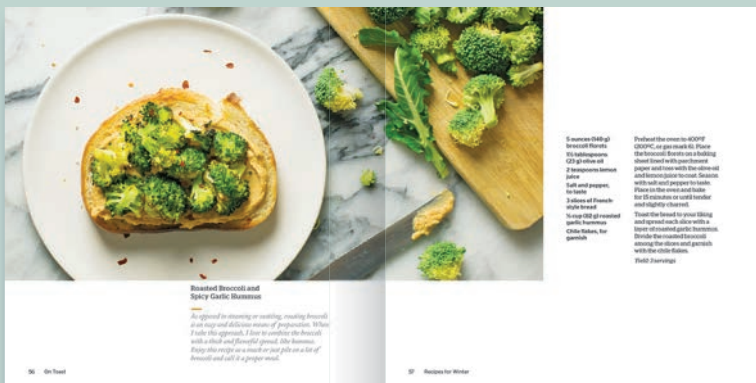 Roasted Broccoli and
Spicy Garlic Hummus
As opposed to steaming or sautéing, roasting broccoli
is an easy and delicious means of preparation. When
I take this approach, I love to combine the broccoli
with a thick and flavorful spread, like hummus.
Enjoy this recipe as a snack or just pile on a lot of
broccoli and call it a proper meal.
56 On Toast
5 ounces (140 g)
broccoli florets
1½ tablespoons
(23 g) olive oil
2 teaspoons lemon
juice
Salt and pepper,
to taste
3 slices of French-
style bread
cup (82 g) roasted
garlic hummus
Chile flakes, for
garnish
Preheat the oven to 400ºF
(200ºC, or gas mark 6). Place
the broccoli florets on a baking
sheet lined with parchment
paper and toss with the olive oil
and lemon juice to coat. Season
with salt and pepper to taste.
Place in the oven and bake
for 15 minutes or until tender
and slightly charred.
Toast the bread to your liking
and spread each slice with a
layer of roasted garlic hummus.
Divide the roasted broccoli
among the slices and garnish
with the chile flakes.
Yield: 3 servings
57 Recipes for Winter